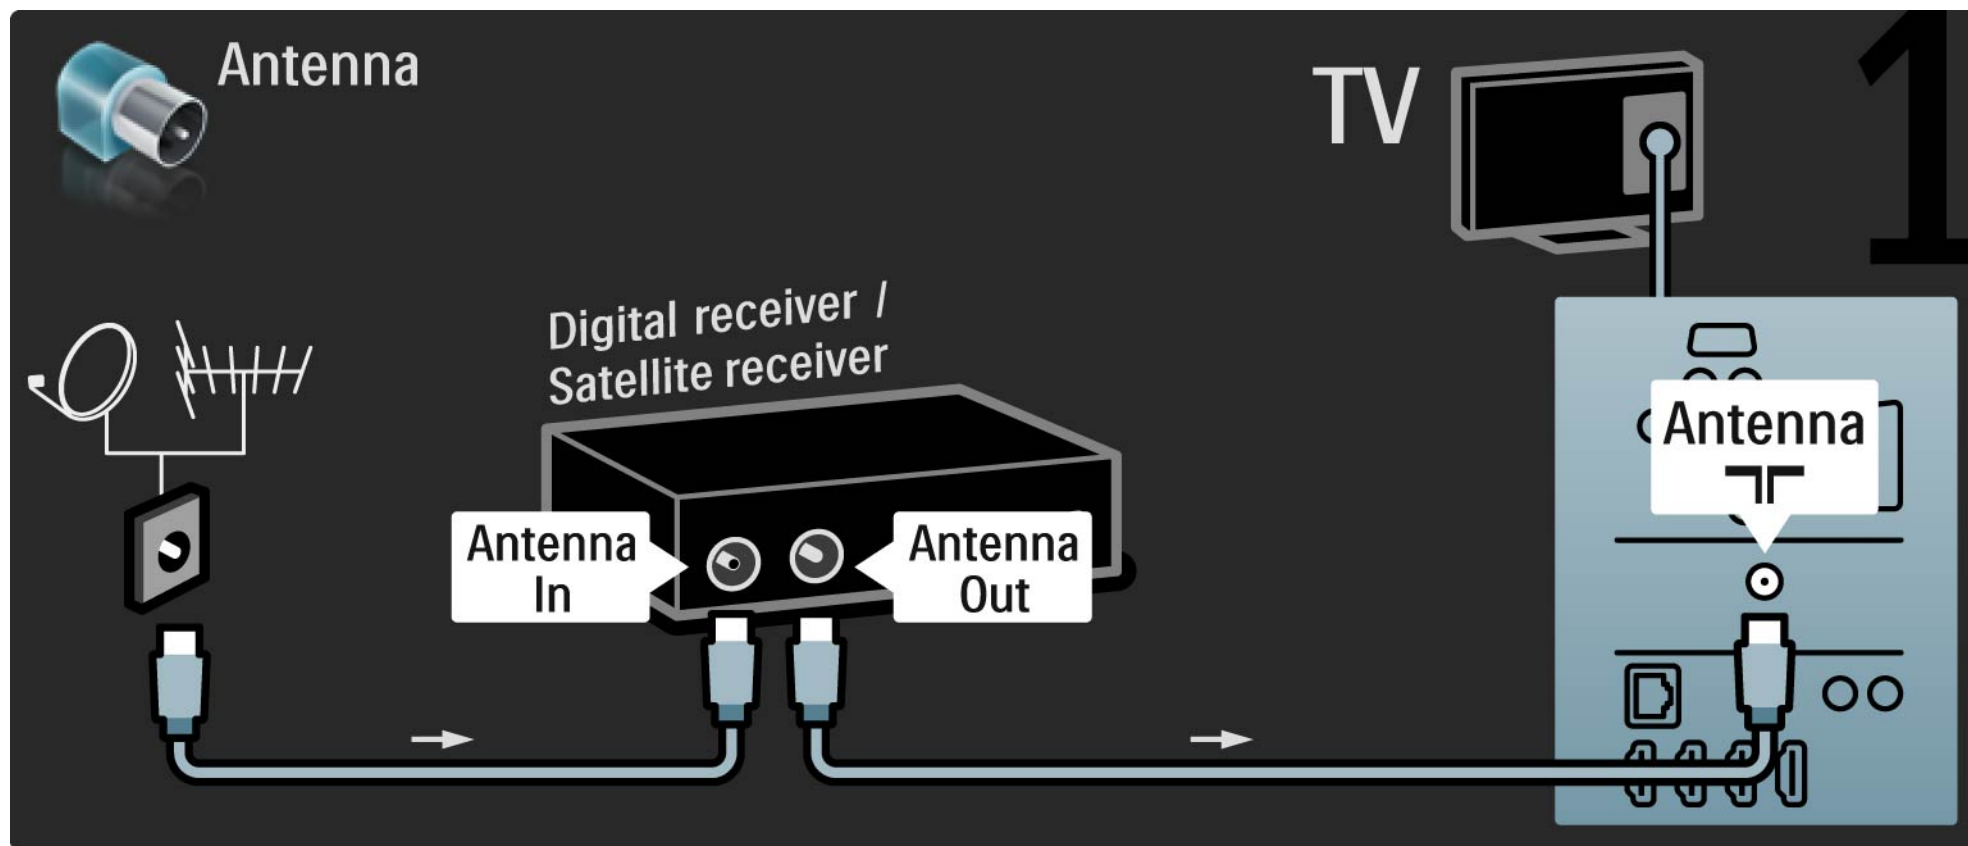 Antenna
TV
1
Digital receiver /
Satellite receiver
Antenna
In
Antenna
Out
Antenna